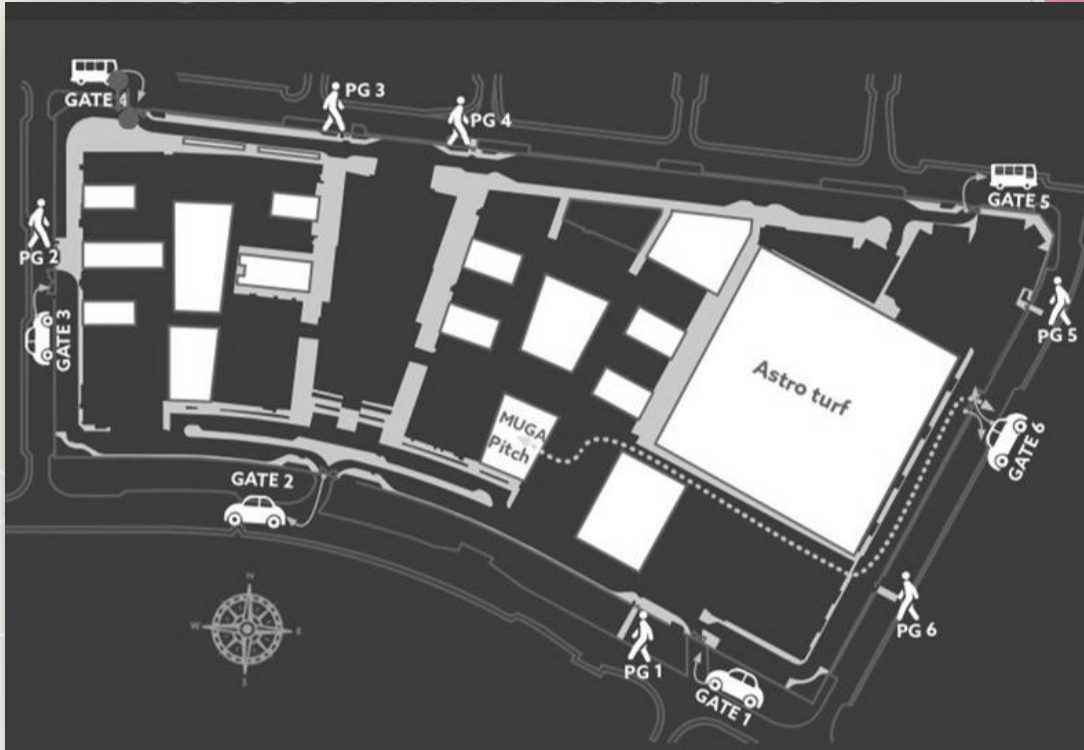 GATE 4
PG 3
PG 4
GATE 5
PG 2
GATE 3
PG 5
Astro turf
MUGA
Pitch
GATE 6
GATE 2
N
W
E
S
PG 6
PG 1
GATE 1